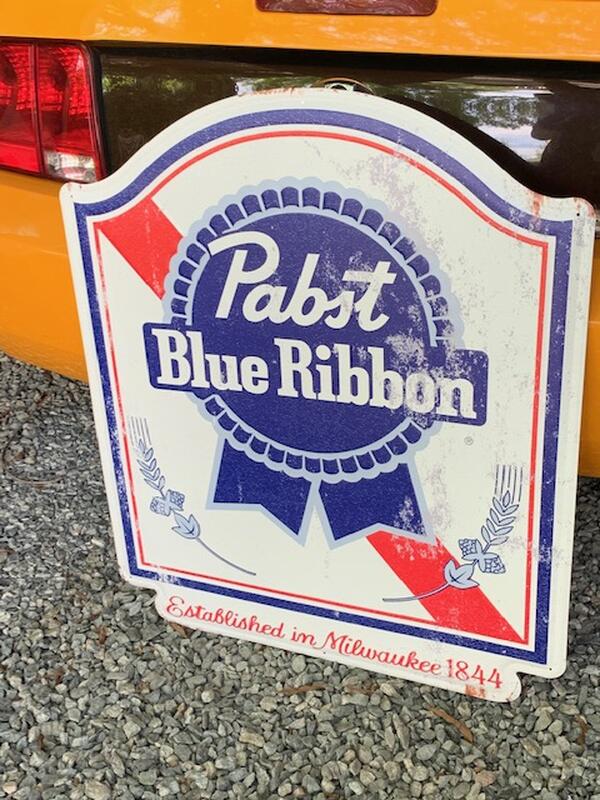 Pabst
Blue Ribbon
®
Established in Milwaukee 1844